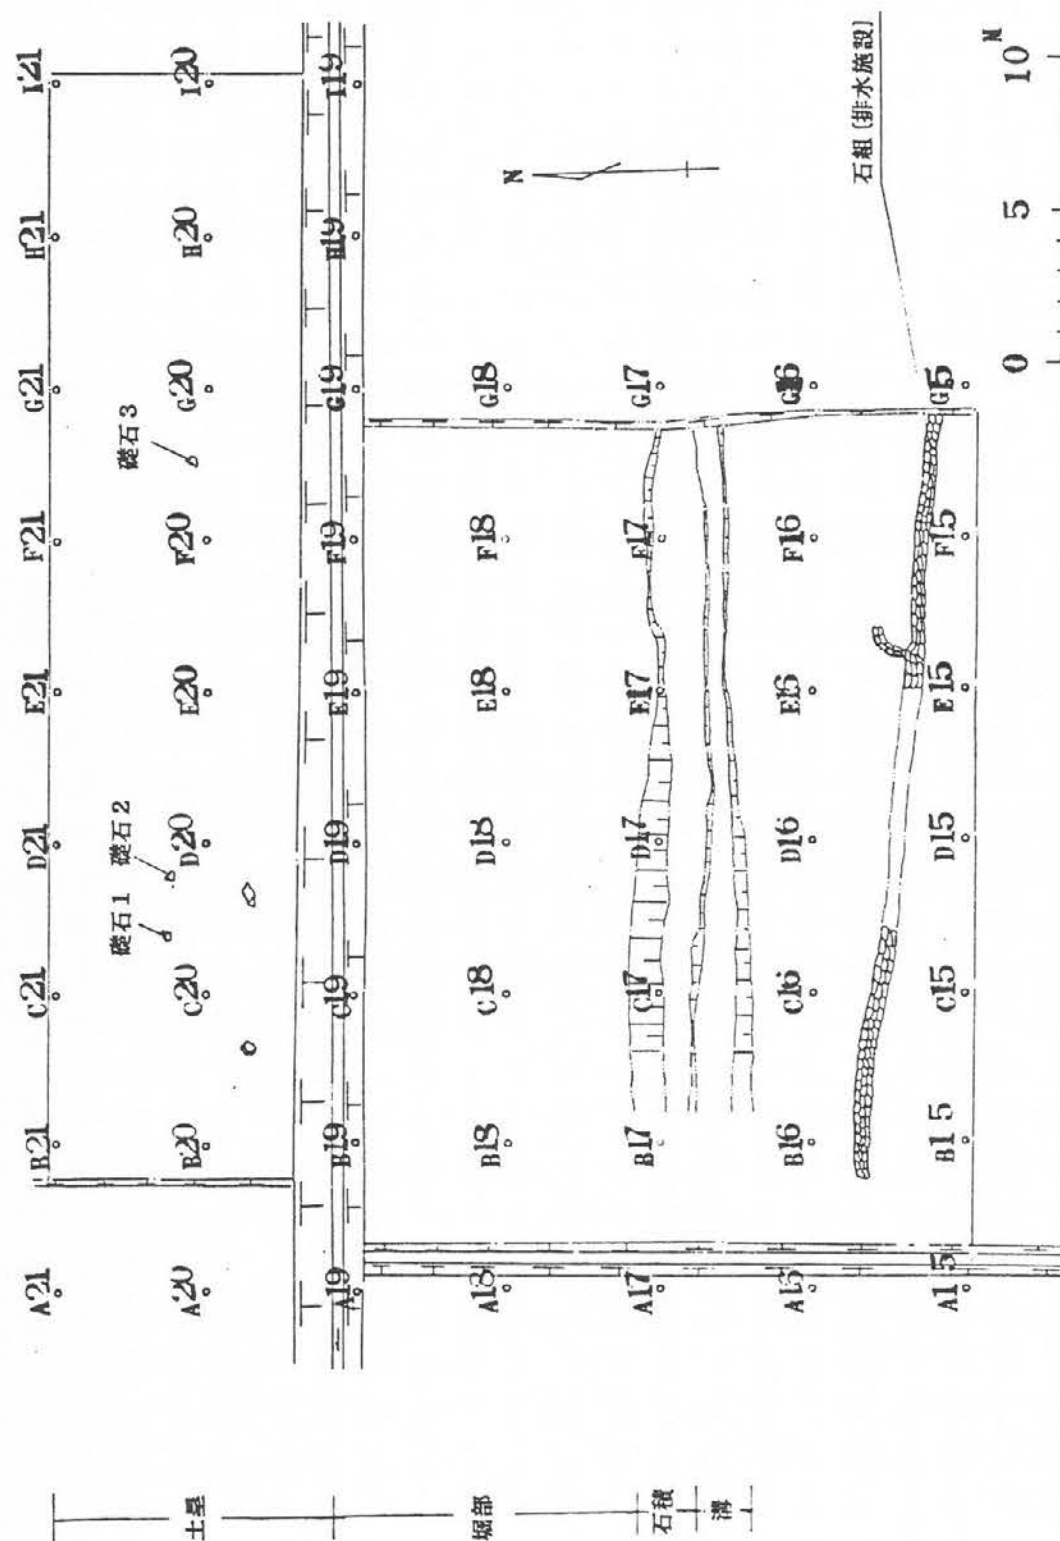 A21 B21 C21 D21 E21 F21 G21 H21 I21
礎石1 礎石2 礎石3
土塁
A20 B20 C20 D20 E20 F20 G20 H20 I20
A19 B19 C19 D19 E19 F19 G19 H19 I19
堀部
A18 B18 C18 D18 E18 F18 G18
N
A17 B17 C17 D17 E17 F17 G17
石積
溝
A16 B16 C16 D16 E16 F16 G16
石組〔排水施設〕
A15 B15 C15 D15 E15 F15 G15
0 5 10 M